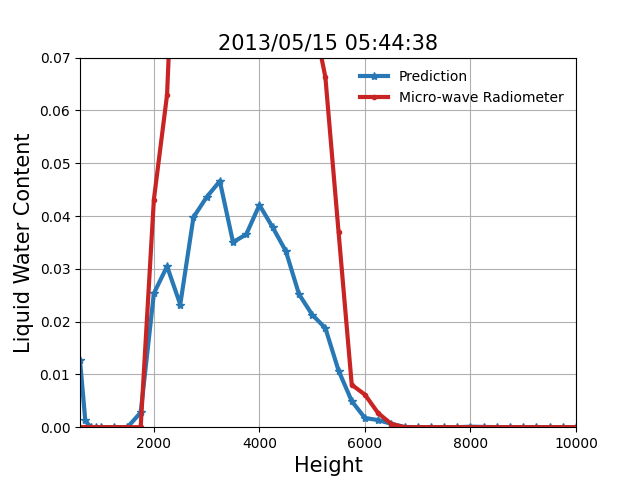 2013/05/15 05:44:38
0.07
0.06
0.05
0.04
0.03
0.02
0.01
0.00
Liquid Water Content
Prediction
Micro-wave Radiometer
2000 4000 6000 8000 10000
Height